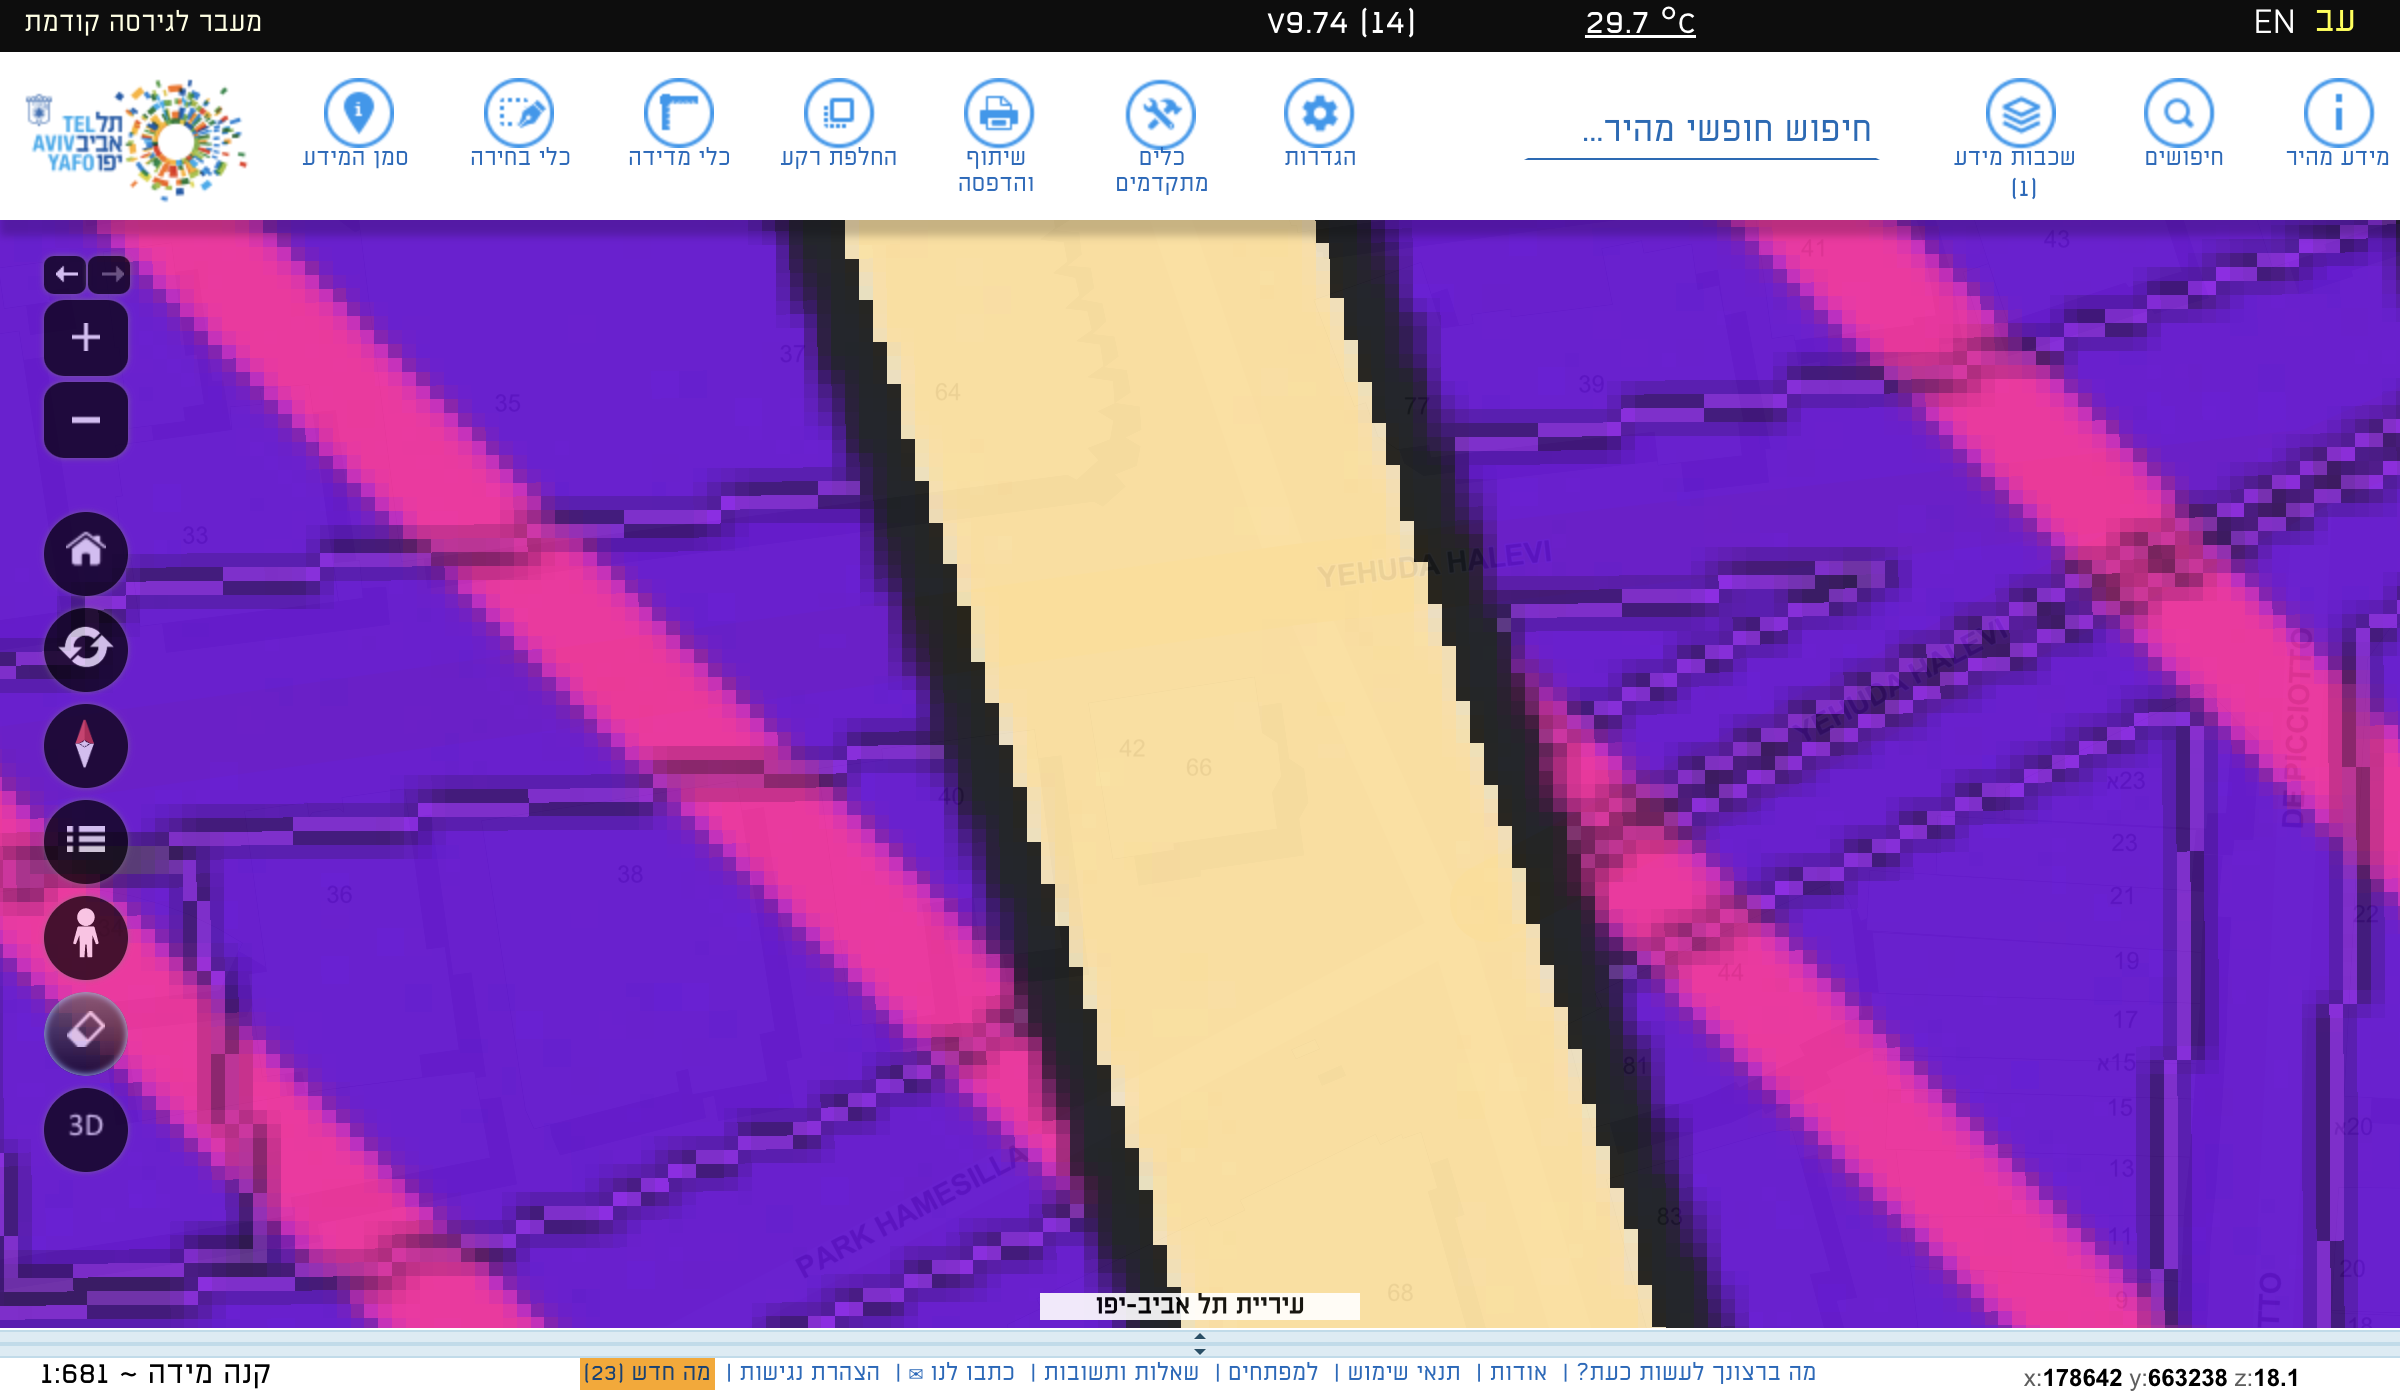 עב EN
29.7 °C
V9.74 (14)
מעבר לגירסה קודמת
מידע מהיר
חיפושים
שכבות מידע
(1)
חיפוש חופשי מהיר...
הגדרות
כלים
מתקדמים
שיתוף
והדפסה
החלפת רקע
כלי מדידה
כלי בחירה
סמן המידע
תל אביב יפו
TEL AVIV YAFO
41
43
37
35
64
77
39
33
YEHUDA HALEVI
YEHUDA HALEVI
DE PICCIOTTO
42
66
40
א23
38
36
23
21
22
19
44
17
81
א15
15
א20
3D
13
PARK HAMESILLA
83
11
20
68
9
18
TTO
עיריית תל אביב-יפו
מה ברצונך לעשות כעת? | אודות | תנאי שימוש | למפתחים | שאלות ותשובות | כתבו לנו ✉ | הצהרת נגישות | מה חדש (23)
קנה מידה ~ 1:681
x:178642 y:663238 z:18.1